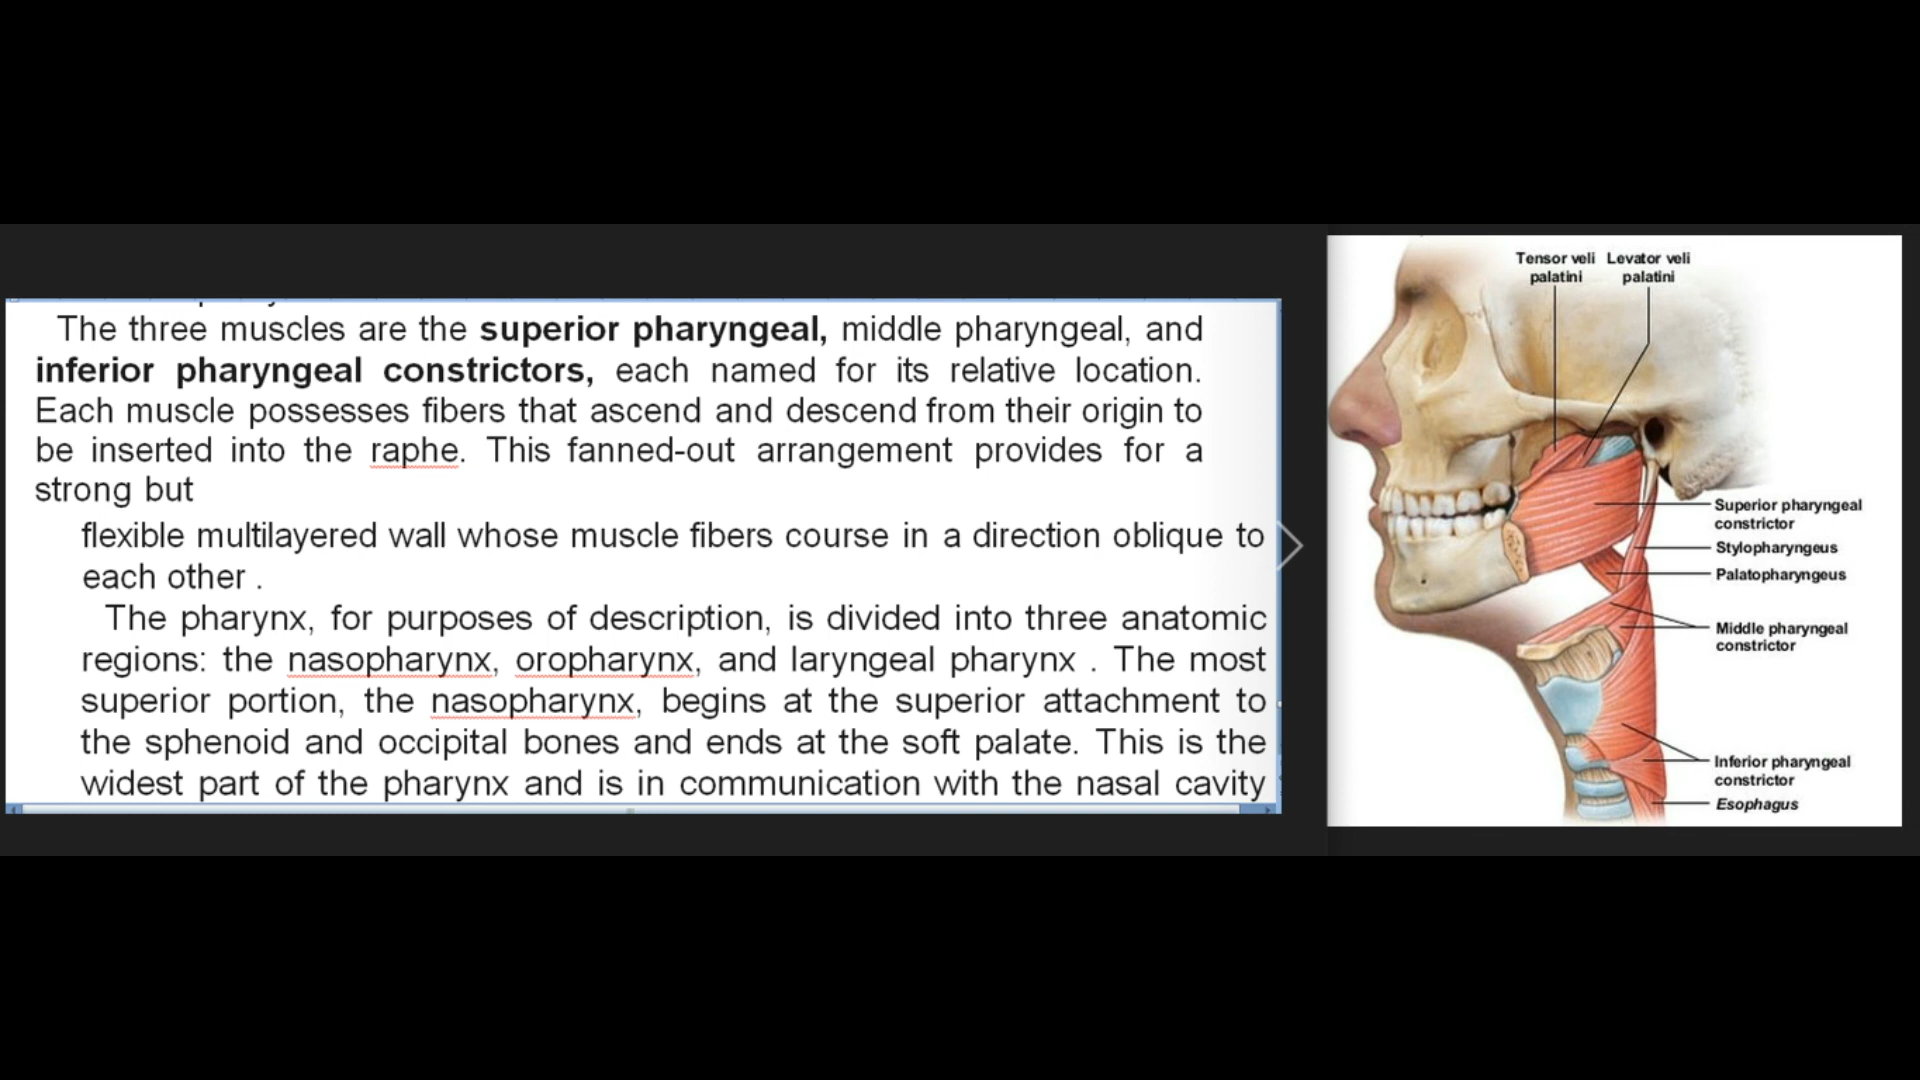 The three muscles are the superior pharyngeal, middle pharyngeal, and
inferior pharyngeal constrictors, each named for its relative location.
Each muscle possesses fibers that ascend and descend from their origin to
be inserted into the raphe. This fanned-out arrangement provides for a
strong but
flexible multilayered wall whose muscle fibers course in a direction oblique to
each other .
The pharynx, for purposes of description, is divided into three anatomic
regions: the nasopharynx, oropharynx, and laryngeal pharynx . The most
superior portion, the nasopharynx, begins at the superior attachment to
the sphenoid and occipital bones and ends at the soft palate. This is the
widest part of the pharynx and is in communication with the nasal cavity
Tensor veli
palatini
Levator veli
palatini
Superior pharyngeal
constrictor
Stylopharyngeus
Palatopharyngeus
Middle pharyngeal
constrictor
Inferior pharyngeal
constrictor
Esophagus